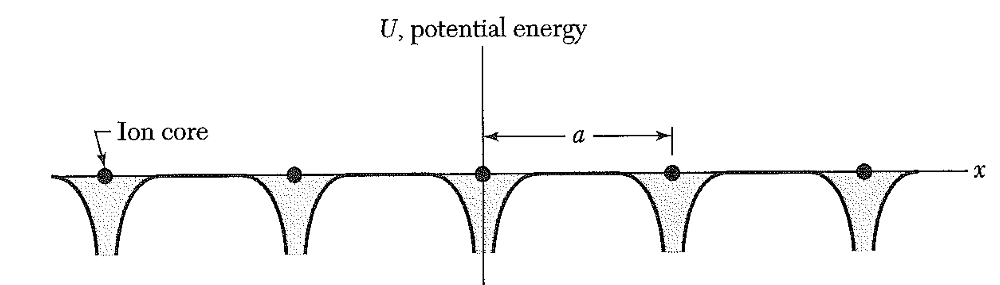 U, potential energy
Ion core
a
x